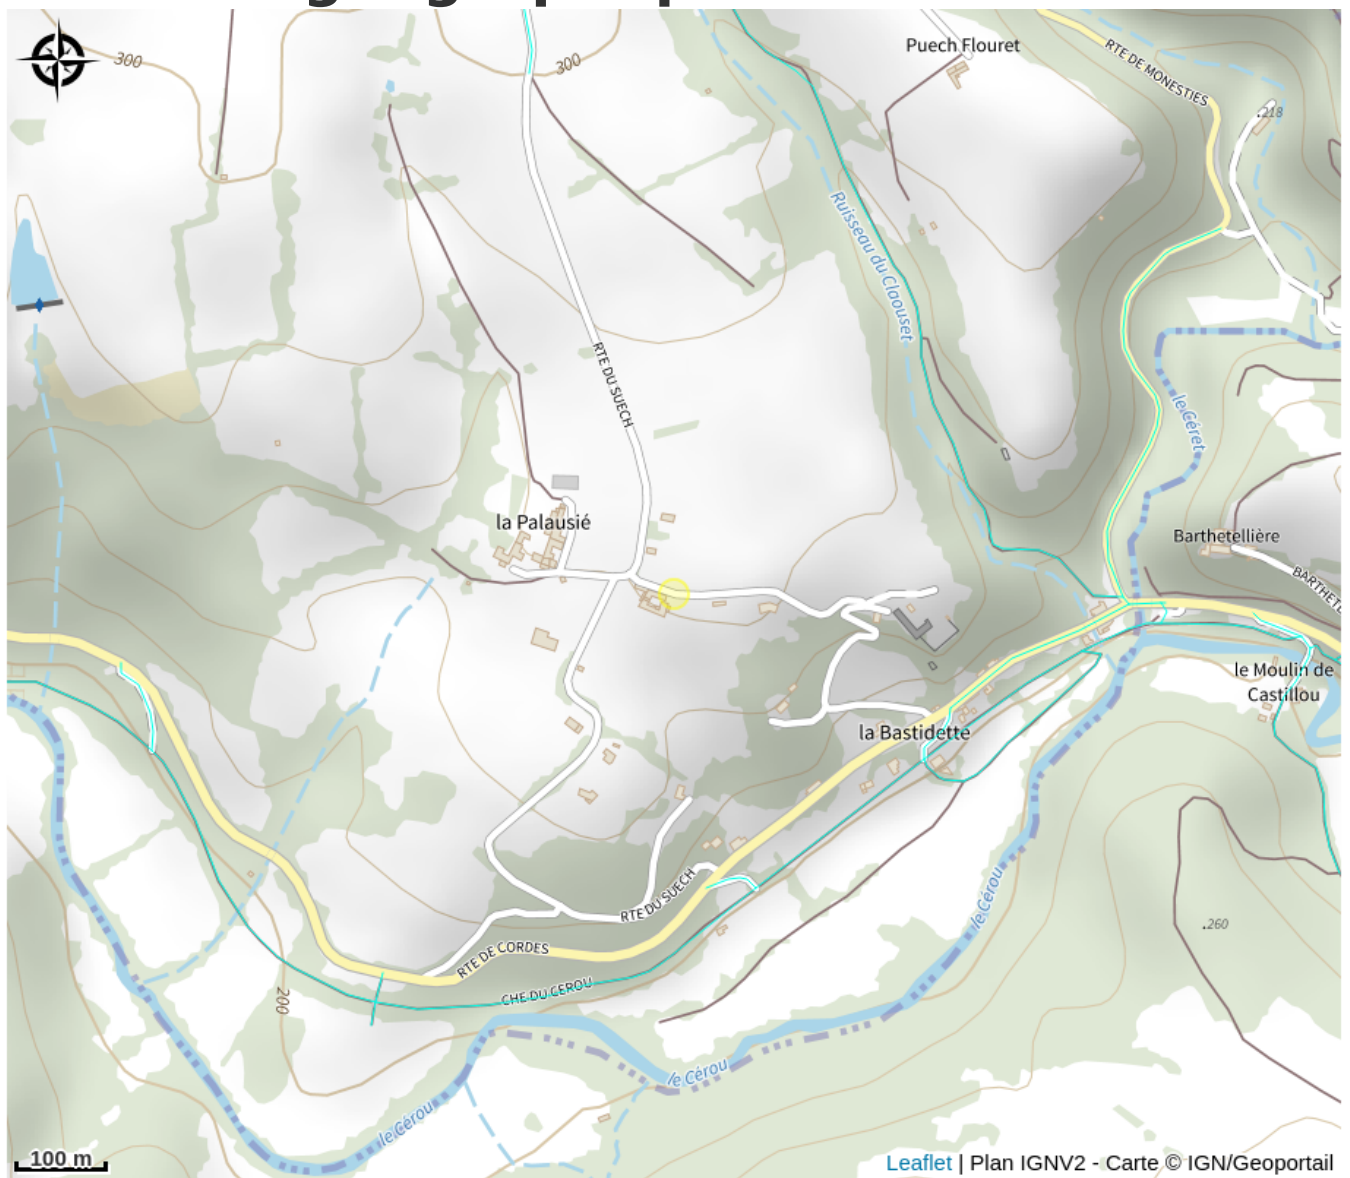 300
300
Puech Flouret
RTE DE MONESTIES
.218
Ruisseau du Claouset
RTE DU SUECH
le Céret
la Palausié
Barthetellière
le Moulin de
Castillou
la Bastidette
RTE DU SUECH
le Cérou
.260
RTE DE CORDES
CHE DU CEROU
200
le Cérou
le Cérou
100 m
Leaflet | Plan IGNV2 - Carte © IGN/Geoportail